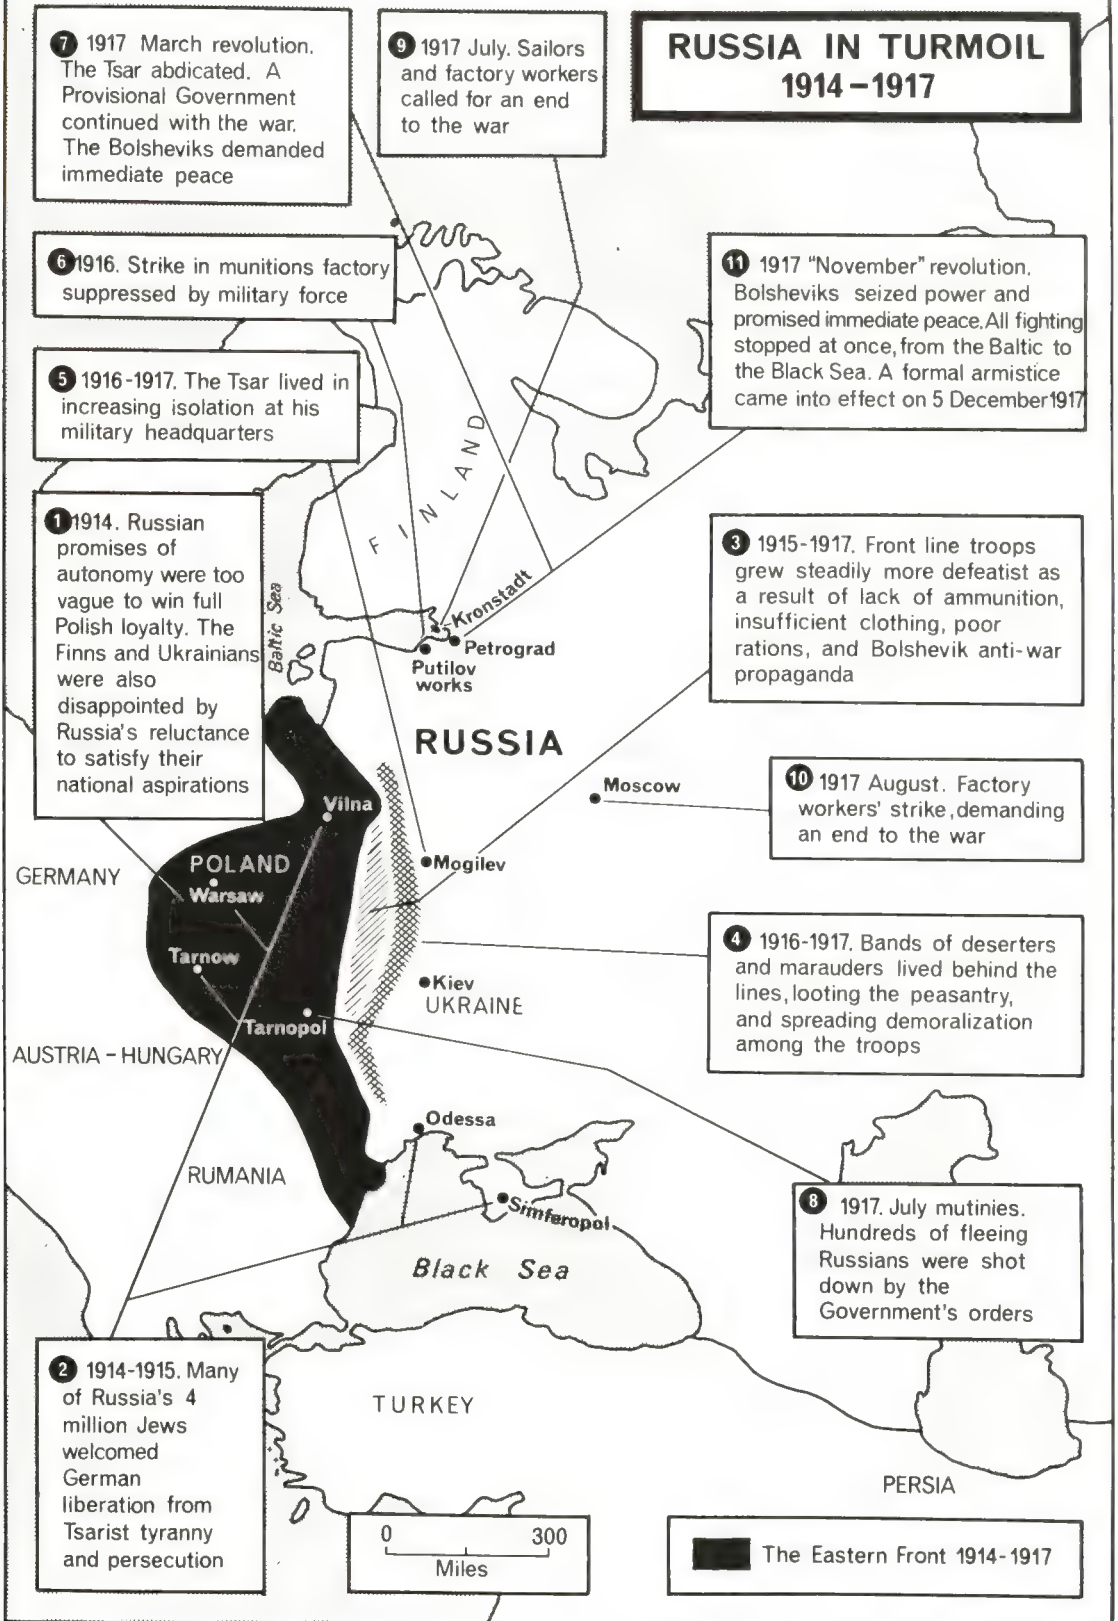 RUSSIA IN TURMOIL
1914-1917
7 1917 March revolution.
The Tsar abdicated. A
Provisional Government
continued with the war.
The Bolsheviks demanded
immediate peace
9 1917 July. Sailors
and factory workers
called for an end
to the war
6 1916. Strike in munitions factory
suppressed by military force
11 1917 "November" revolution.
Bolsheviks seized power and
promised immediate peace. All fighting
stopped at once, from the Baltic to
the Black Sea. A formal armistice
came into effect on 5 December 1917
5 1916-1917. The Tsar lived in
increasing isolation at his
military headquarters
1 1914. Russian
promises of
autonomy were too
vague to win full
Polish loyalty. The
Finns and Ukrainians
were also
disappointed by
Russia's reluctance
to satisfy their
national aspirations
3 1915-1917. Front line troops
grew steadily more defeatist as
a result of lack of ammunition,
insufficient clothing, poor
rations, and Bolshevik anti-war
propaganda
FINLAND
Baltic Sea
Kronstadt
Petrograd
Putilov
works
RUSSIA
Moscow
10 1917 August. Factory
workers' strike, demanding
an end to the war
Vilna
POLAND
Warsaw
Mogilev
GERMANY
Tarnow
Kiev
UKRAINE
4 1916-1917. Bands of deserters
and marauders lived behind the
lines, looting the peasantry,
and spreading demoralization
among the troops
Tarnopol
AUSTRIA-HUNGARY
Odessa
RUMANIA
Simferopol
Black Sea
8 1917. July mutinies.
Hundreds of fleeing
Russians were shot
down by the
Government's orders
2 1914-1915. Many
of Russia's 4
million Jews
welcomed
German
liberation from
Tsarist tyranny
and persecution
TURKEY
PERSIA
0 300
Miles
The Eastern Front 1914-1917